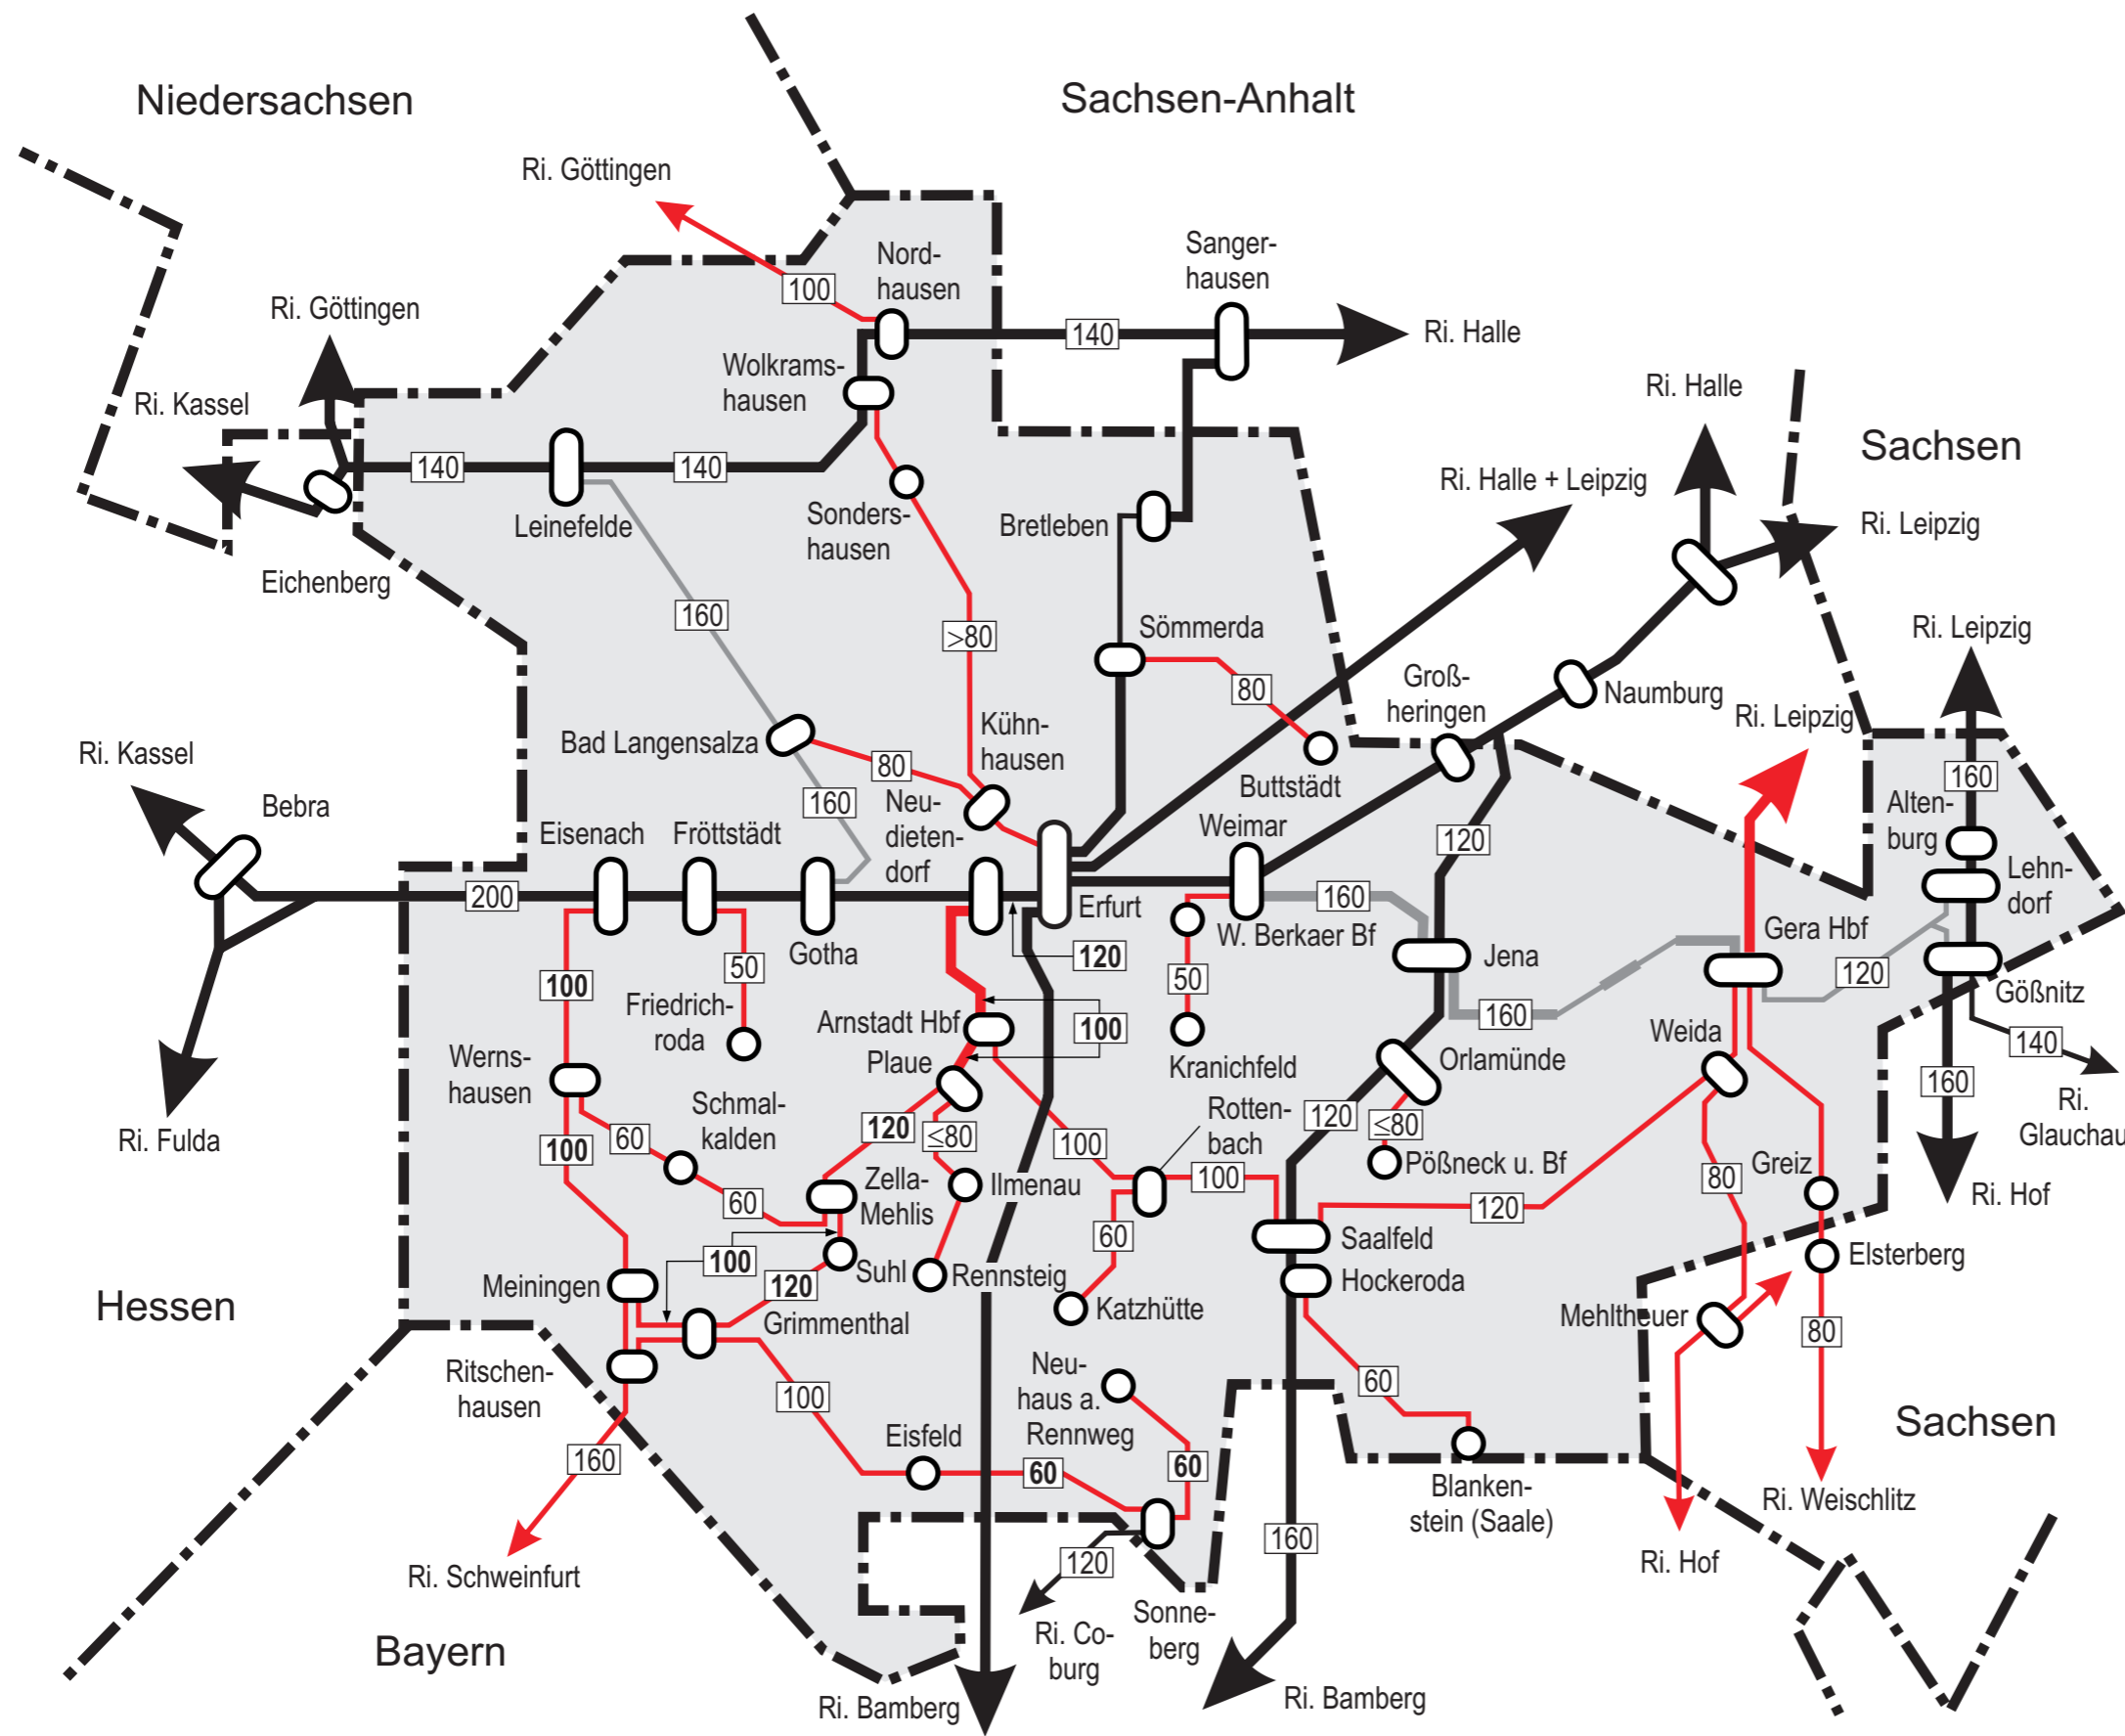 Niedersachsen
Sachsen-Anhalt
Ri. Göttingen
Nord-
hausen
Sanger-
hausen
100
Ri. Göttingen
140
Ri. Halle
Wolkrams-
hausen
Ri. Kassel
Ri. Halle
Sachsen
140
140
Ri. Halle + Leipzig
Leinefelde
Sonders-
hausen
Bretleben
Ri. Leipzig
Eichenberg
160
>80
Sömmerda
Ri. Leipzig
80
Groß-
heringen
Naumburg
Ri. Leipzig
Bad Langensalza
80
Kühn-
hausen
Buttstädt
Ri. Kassel
Bebra
160
160
Alten-
burg
Eisenach
Fröttstädt
Neu-
dieten-
dorf
Weimar
120
Lehn-
dorf
200
Gotha
Erfurt
160
W. Berkaer Bf
Jena
Gera Hbf
120
120
100
50
50
Gößnitz
Friedrich-
roda
Arnstadt Hbf
100
160
Weida
140
Ri.
Glauchau
Werns-
hausen
Plaue
Kranichfeld
Orlamünde
160
Schmal-
kalden
Rotten-
bach
120
≤80
Ri. Fulda
60
120
≤80
100
100
Pößneck u. Bf
Greiz
100
60
Zella-
Mehlis
Ilmenau
120
80
Ri. Hof
100
60
Saalfeld
Elsterberg
Meiningen
120
Suhl
Rennsteig
Hockeroda
Hessen
Grimmenthal
Katzhütte
Mehltheuer
80
Ritschen-
hausen
100
Neu-
haus a.
Rennweg
60
Sachsen
Eisfeld
160
60
60
Blanken-
stein (Saale)
Ri. Weischlitz
Ri. Schweinfurt
120
160
Ri. Hof
Bayern
Ri. Co-
burg
Sonne-
berg
Ri. Bamberg
Ri. Bamberg